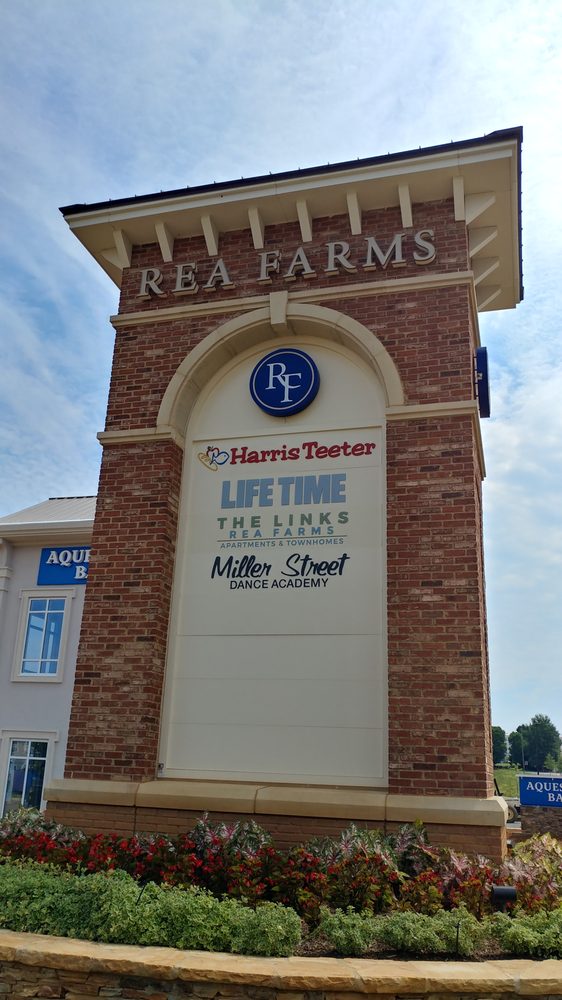 REA FARMS
RF
Harris Teeter
LIFE TIME
THE LINKS
REA FARMS
APARTMENTS & TOWNHOMES
Miller Street
DANCE ACADEMY